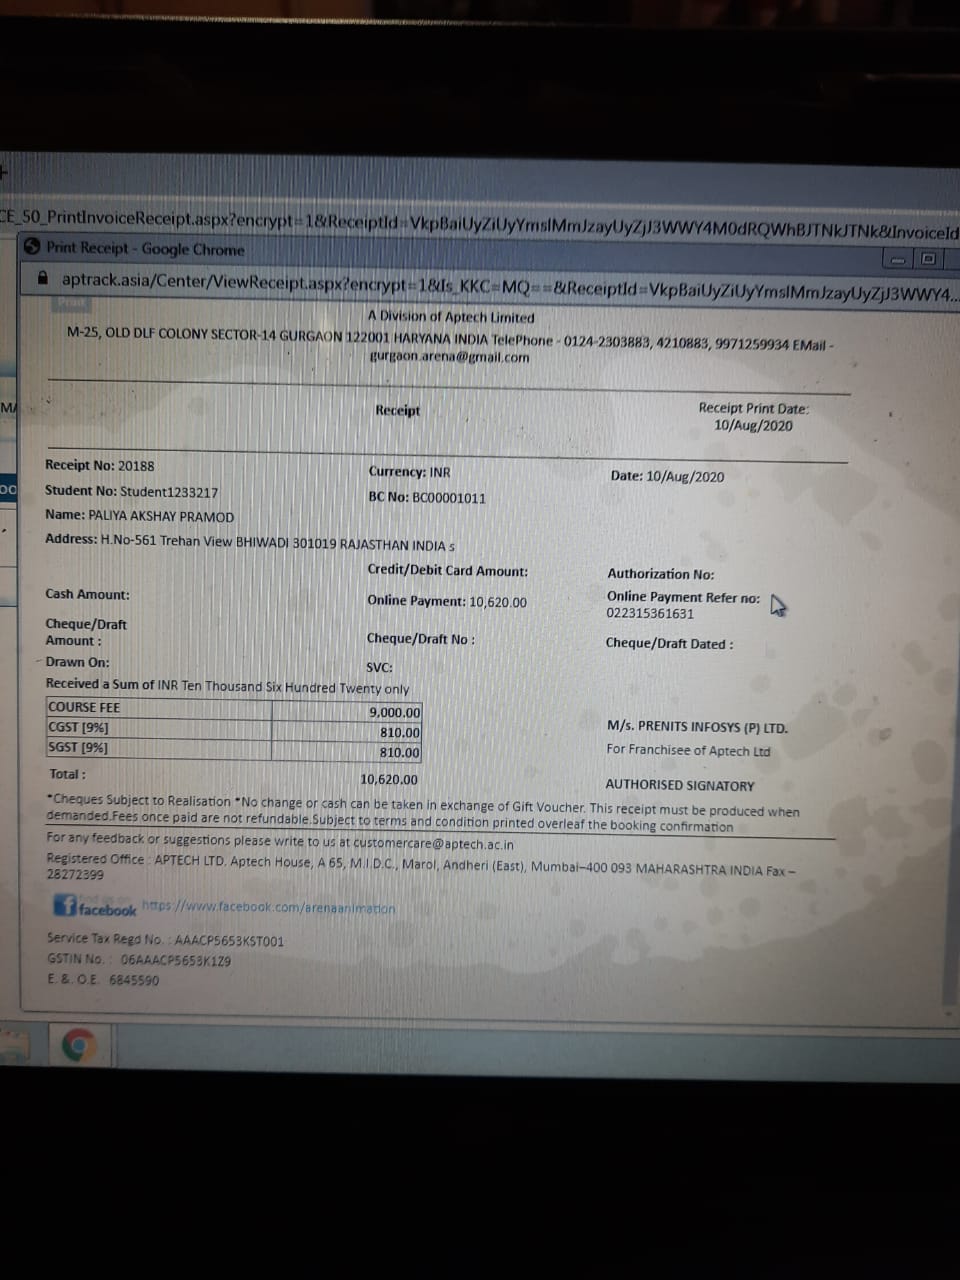 CE_50_PrintInvoiceReceipt.aspx?encrypt=1&ReceiptId=VkpBaiUyZiUyYmslMmJzayUyZjJ3WWY4M0dRQWhBJTNkJTNk&InvoiceId
Print Receipt - Google Chrome
aptrack.asia/Center/ViewReceipt.aspx?encrypt=1&Is_KKC=MQ==&ReceiptId=VkpBaiUyZiUyYmslMmJzayUyZjJ3WWY4...
Print
A Division of Aptech Limited
M-25, OLD DLF COLONY SECTOR-14 GURGAON 122001 HARYANA INDIA TelePhone - 0124-2303883, 4210883, 9971259934 EMail -
gurgaon.arena@gmail.com
Receipt
Receipt Print Date:
10/Aug/2020
Receipt No: 20188
Currency: INR
Date: 10/Aug/2020
Student No: Student1233217
BC No: BC00001011
Name: PALIYA AKSHAY PRAMOD
Address: H.No-561 Trehan View BHIWADI 301019 RAJASTHAN INDIA s
Credit/Debit Card Amount:
Authorization No:
Cash Amount:
Online Payment: 10,620.00
Online Payment Refer no:
022315361631
Cheque/Draft
Amount :
Cheque/Draft No :
Cheque/Draft Dated :
Drawn On:
SVC:
Received a Sum of INR Ten Thousand Six Hundred Twenty only
COURSE FEE 9,000.00
CGST [9%] 810.00
SGST [9%] 810.00
M/s. PRENITS INFOSYS (P) LTD.
For Franchisee of Aptech Ltd
Total : 10,620.00
AUTHORISED SIGNATORY
*Cheques Subject to Realisation *No change or cash can be taken in exchange of Gift Voucher. This receipt must be produced when
demanded.Fees once paid are not refundable.Subject to terms and condition printed overleaf the booking confirmation
For any feedback or suggestions please write to us at customercare@aptech.ac.in
Registered Office : APTECH LTD. Aptech House, A 65, M.I.D.C., Marol, Andheri (East), Mumbai–400 093 MAHARASHTRA INDIA Fax –
28272399
facebook https://www.facebook.com/arenaanimation
Service Tax Regd No. : AAACP5653KST001
GSTIN No. : 06AAACP5653K1Z9
E. & .O.E. 6845590